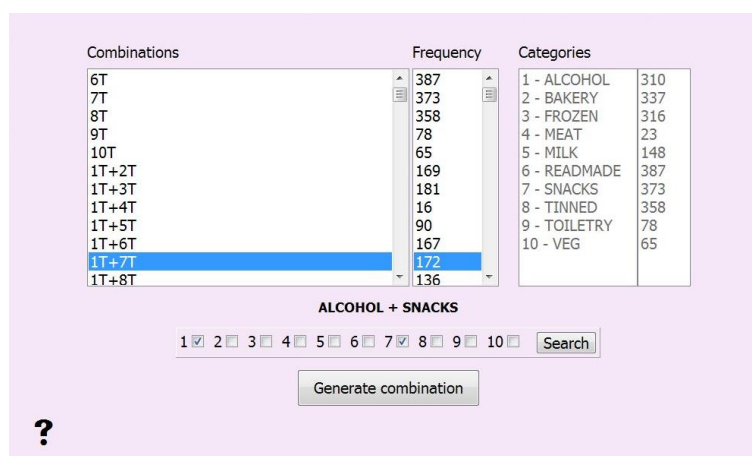 Combinations Frequency Categories
6T 387 1 - ALCOHOL 310
7T 373 2 - BAKERY 337
8T 358 3 - FROZEN 316
9T 78 4 - MEAT 23
10T 65 5 - MILK 148
1T+2T 169 6 - READMADE 387
1T+3T 181 7 - SNACKS 373
1T+4T 16 8 - TINNED 358
1T+5T 90 9 - TOILETRY 78
1T+6T 167 10 - VEG 65
1T+7T 172
1T+8T 136
ALCOHOL + SNACKS
1 2 3 4 5 6 7 8 9 10 Search
Generate combination
?